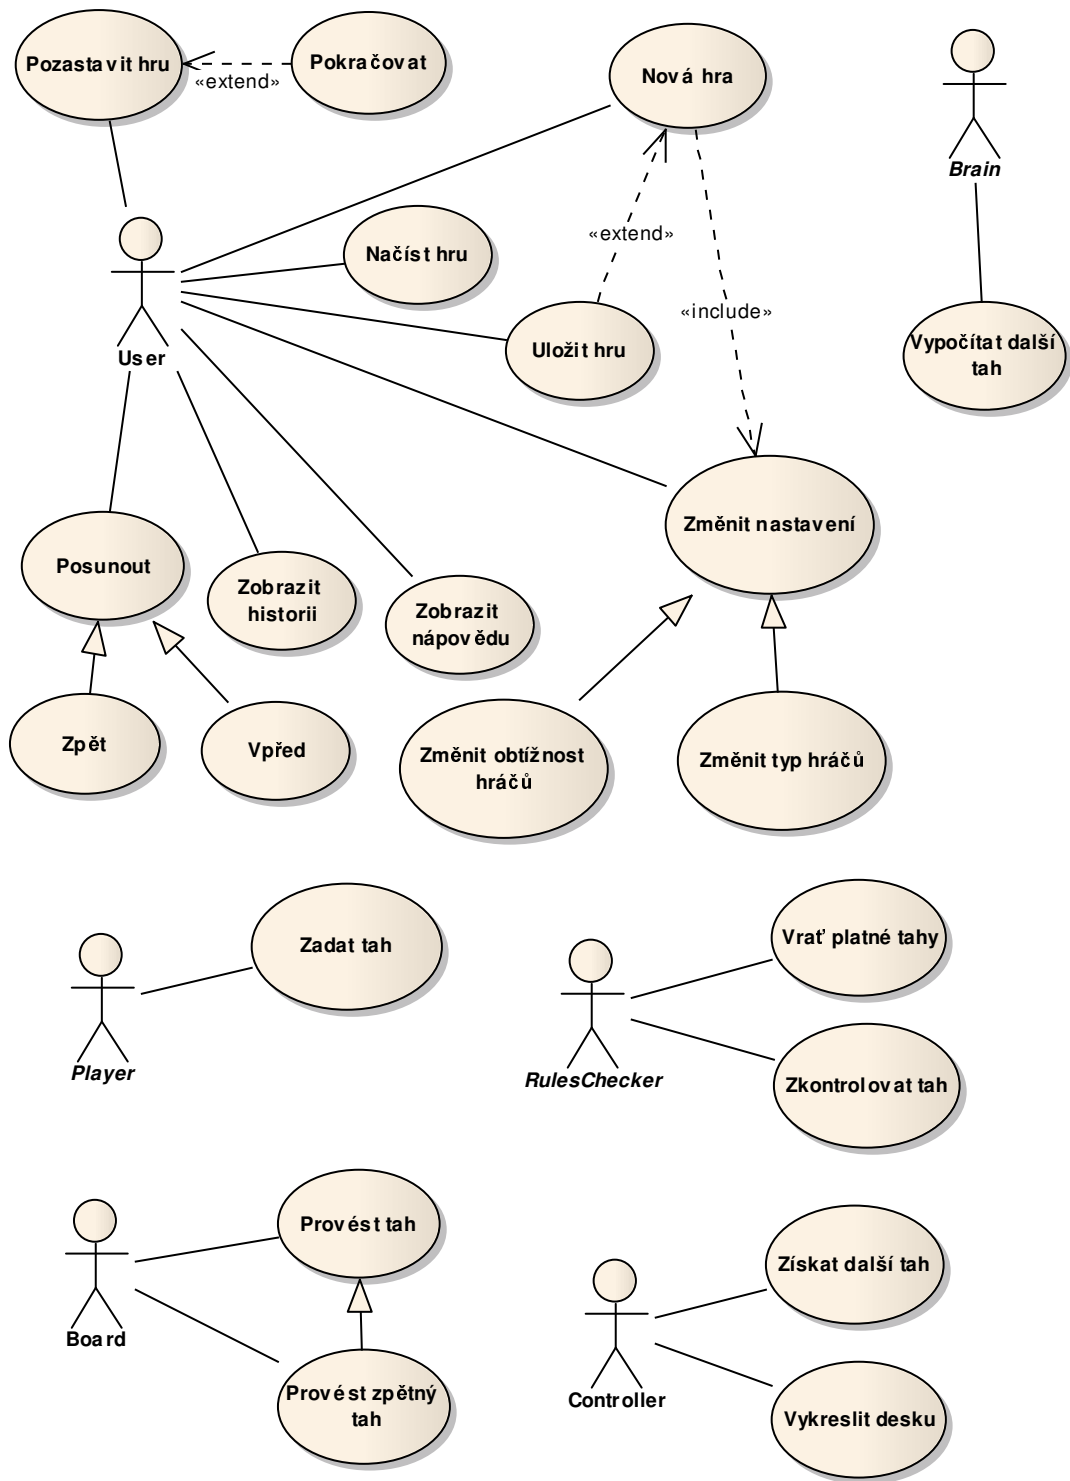 Pozastavit hru
«extend»
Pokračovat
Nová hra
Brain
Načíst hru
«extend»
«include»
User
Uložit hru
Vypočítat další
tah
Změnit nastavení
Posunout
Zobrazit
historii
Zobrazit
nápovědu
Zpět
Vpřed
Změnit obtížnost
hráčů
Změnit typ hráčů
Zadat tah
Player
Vrať platné tahy
RulesChecker
Zkontrolovat tah
Provést tah
Board
Provést zpětný
tah
Získat další tah
Controller
Vykreslit desku